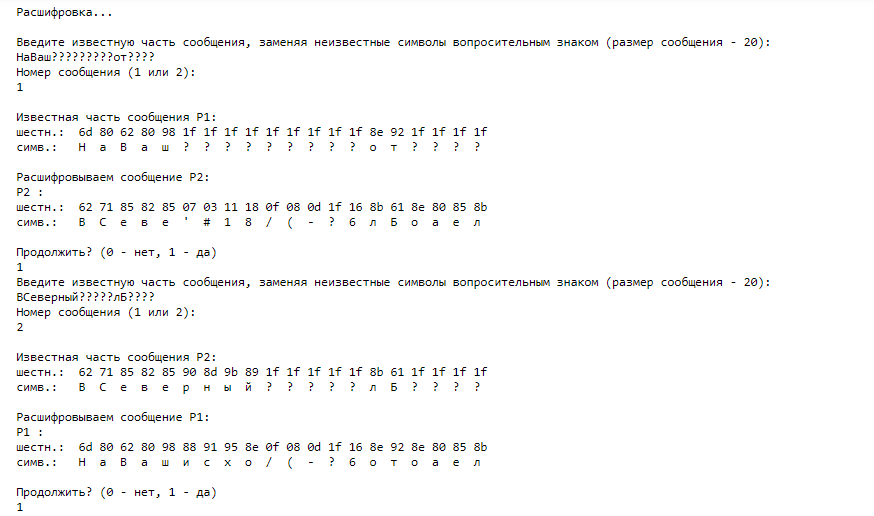 Расшифровка...
Введите известную часть сообщения, заменяя неизвестные символы вопросительным знаком (размер сообщения - 20):
НаВаш?????????от????
Номер сообщения (1 или 2):
1
Известная часть сообщения P1:
шестн.: 6d 80 62 80 98 1f 1f 1f 1f 1f 1f 1f 1f 1f 8e 92 1f 1f 1f 1f
симв.: Н а В а ш ? ? ? ? ? ? ? ? ? о т ? ? ? ?
Расшифровываем сообщение P2:
P2 :
шестн.: 62 71 85 82 85 07 03 11 18 0f 08 0d 1f 16 8b 61 8e 80 85 8b
симв.: В С е в е ' # 1 8 / ( - ? 6 л Б о а е л
Продолжить? (0 - нет, 1 - да)
1
Введите известную часть сообщения, заменяя неизвестные символы вопросительным знаком (размер сообщения - 20):
ВСеверный?????лБ????
Номер сообщения (1 или 2):
2
Известная часть сообщения P2:
шестн.: 62 71 85 82 85 90 8d 9b 89 1f 1f 1f 1f 1f 8b 61 1f 1f 1f 1f
симв.: В С е в е р н ы й ? ? ? ? ? л Б ? ? ? ?
Расшифровываем сообщение P1:
P1 :
шестн.: 6d 80 62 80 98 88 91 95 8e 0f 08 0d 1f 16 8e 92 8e 80 85 8b
симв.: Н а В а ш и с х о / ( - ? 6 о т о а е л
Продолжить? (0 - нет, 1 - да)
1